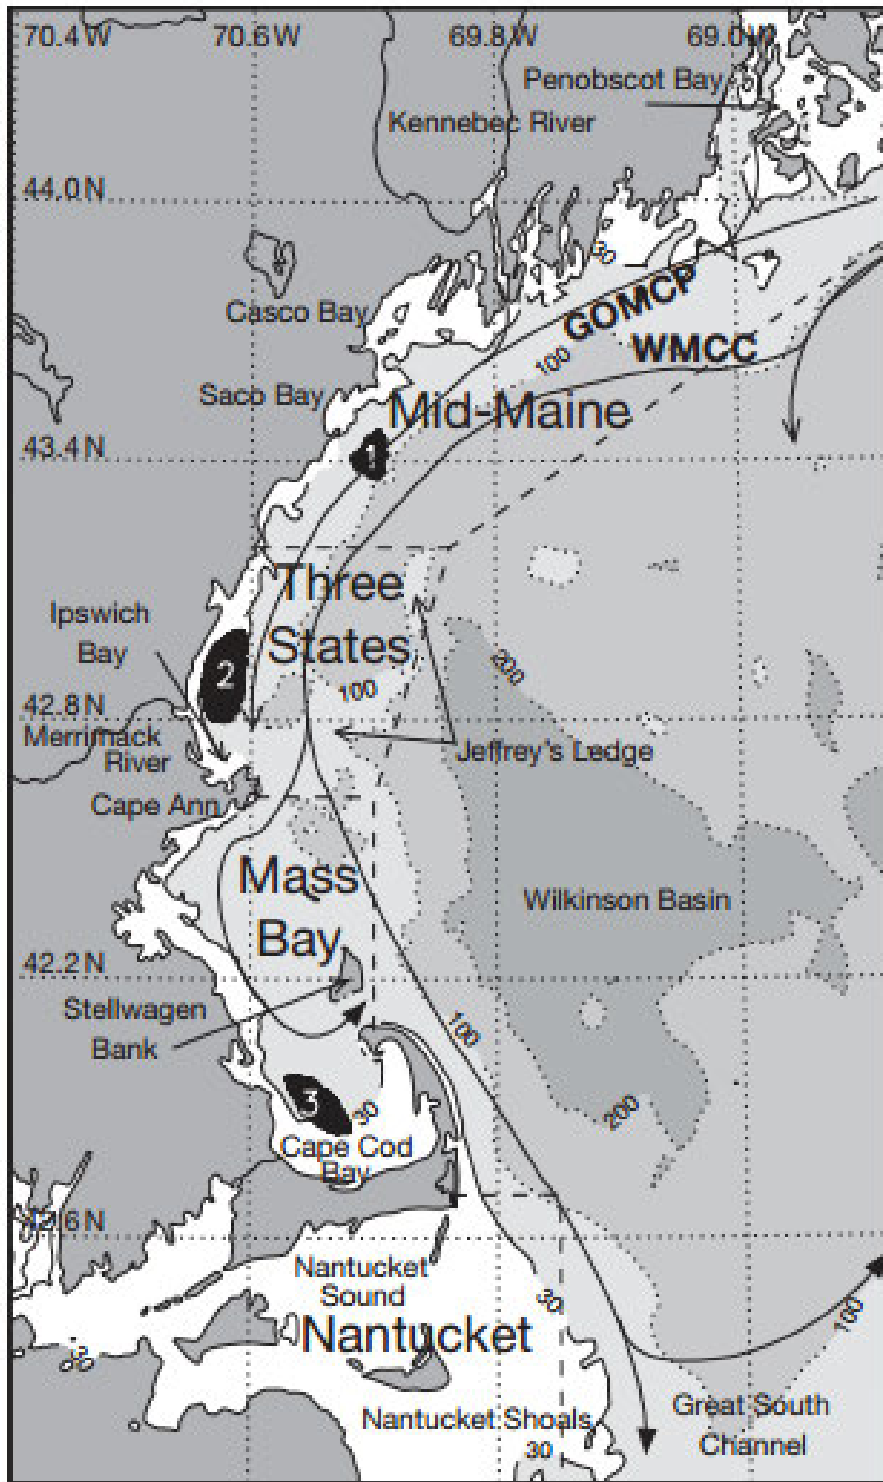 70.4 W 70.6 W 69.8 W 69.0 W
Penobscot Bay
Kennebec River
44.0 N
30
Casco Bay
GOMCP
100
WMCC
Saco Bay
Mid-Maine
43.4 N
1
Three
States
Ipswich
Bay
2
200
100
42.8 N
Merrimack
River
Jeffrey's Ledge
Cape Ann
Mass
Bay
Wilkinson Basin
42.2 N
Stellwagen
Bank
100
3
30
200
Cape Cod
Bay
42.6 N
Nantucket
Sound
30
100
Nantucket
30
Great South
Channel
Nantucket Shoals
30